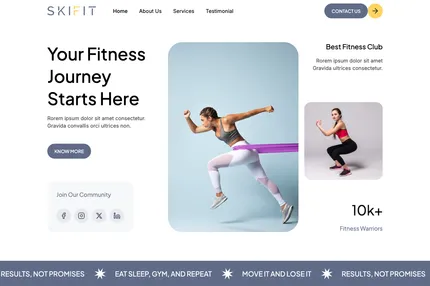 SKIFIT
Home
About Us
Services
Testimonial
CONTACT US
Your Fitness
Journey
Starts Here
Rorem ipsum dolor sit amet consectetur.
Gravida convallis orci ultrices non.
KNOW MORE
Join Our Community
Best Fitness Club
Rorem ipsum dolor sit amet
Gravida ultrices consectetur.
10k+
Fitness Warriors
RESULTS, NOT PROMISES
EAT SLEEP, GYM, AND REPEAT
MOVE IT AND LOSE IT
RESULTS, NOT PROMISES